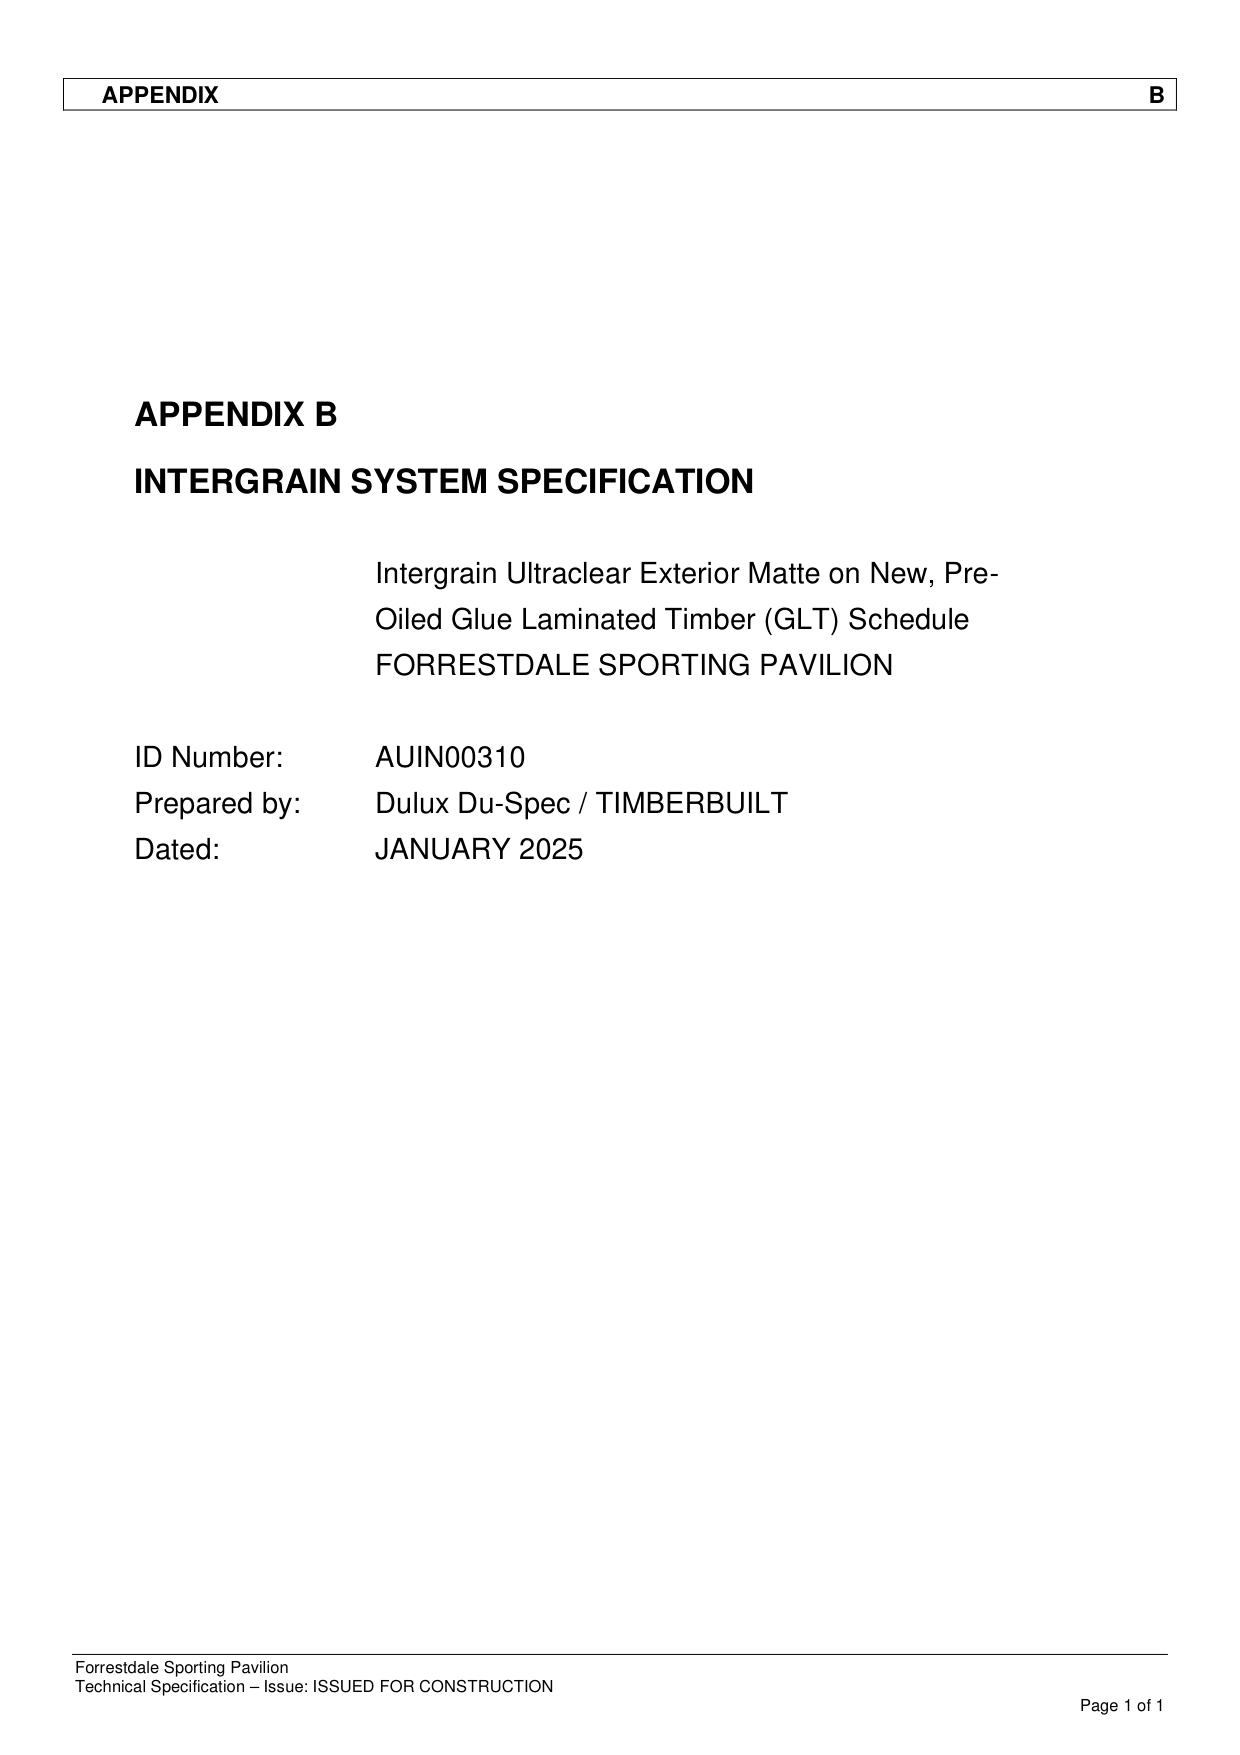 APPENDIX B
APPENDIX B
INTERGRAIN SYSTEM SPECIFICATION
Intergrain Ultraclear Exterior Matte on New, Pre-
Oiled Glue Laminated Timber (GLT) Schedule
FORRESTDALE SPORTING PAVILION
ID Number: AUIN00310
Prepared by: Dulux Du-Spec / TIMBERBUILT
Dated: JANUARY 2025
Forrestdale Sporting Pavilion
Technical Specification – Issue: ISSUED FOR CONSTRUCTION
Page 1 of 1